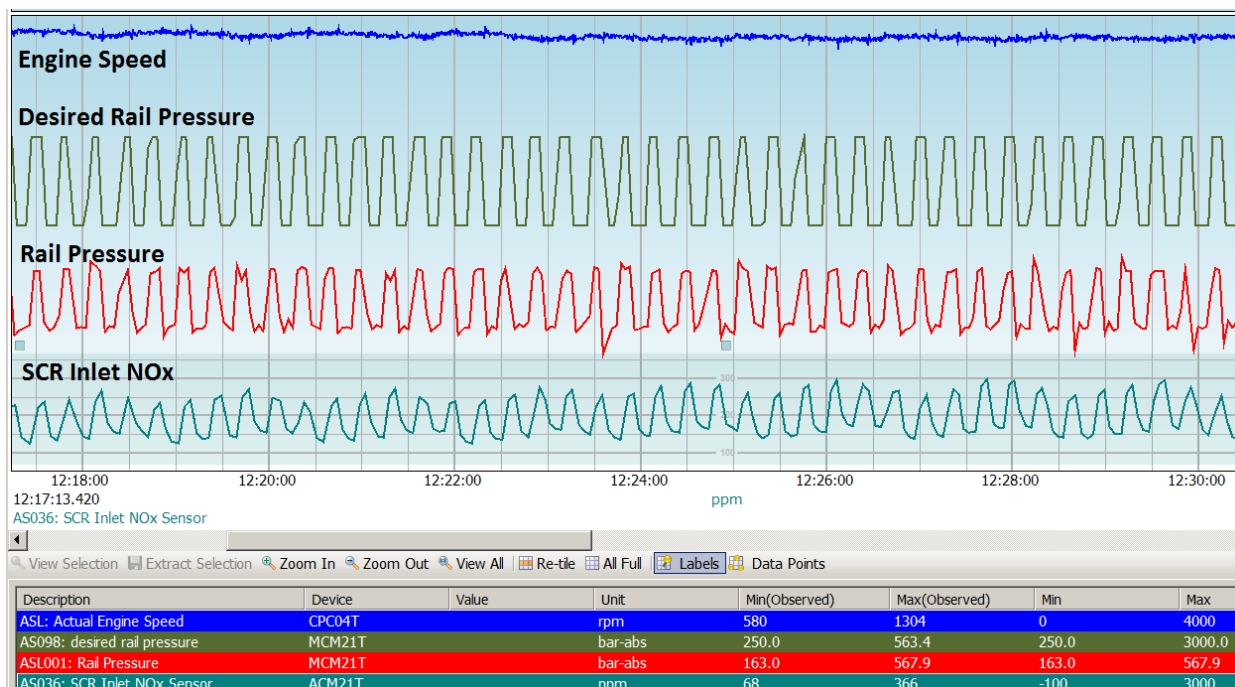 Engine Speed
Desired Rail Pressure
Rail Pressure
SCR Inlet NOx
300
200
100
12:18:00 12:20:00 12:22:00 12:24:00 12:26:00 12:28:00 12:30:00
12:17:13.420 ppm
AS036: SCR Inlet NOx Sensor
View Selection Extract Selection Zoom In Zoom Out View All Re-tile All Full Labels Data Points
Description Device Value Unit Min(Observed) Max(Observed) Min Max
ASL: Actual Engine Speed CPC04T rpm 580 1304 0 4000
AS098: desired rail pressure MCM21T bar-abs 250.0 563.4 250.0 3000.0
ASL001: Rail Pressure MCM21T bar-abs 163.0 567.9 163.0 567.9
AS036: SCR Inlet NOx Sensor ACM21T ppm 68 366 -100 3000